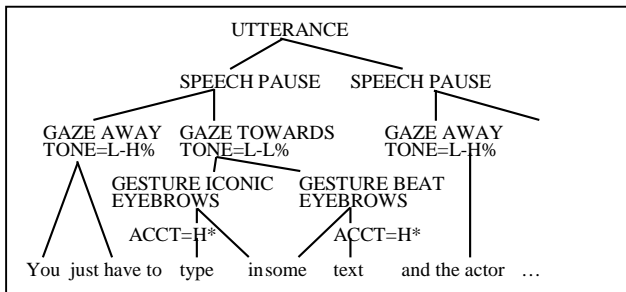 UTTERANCE
SPEECH PAUSE SPEECH PAUSE
GAZE AWAY GAZE TOWARDS GAZE AWAY
TONE=L-H% TONE=L-L% TONE=L-H%
GESTURE ICONIC GESTURE BEAT
EYEBROWS EYEBROWS
ACCT=H* ACCT=H*
You just have to type in some text and the actor …